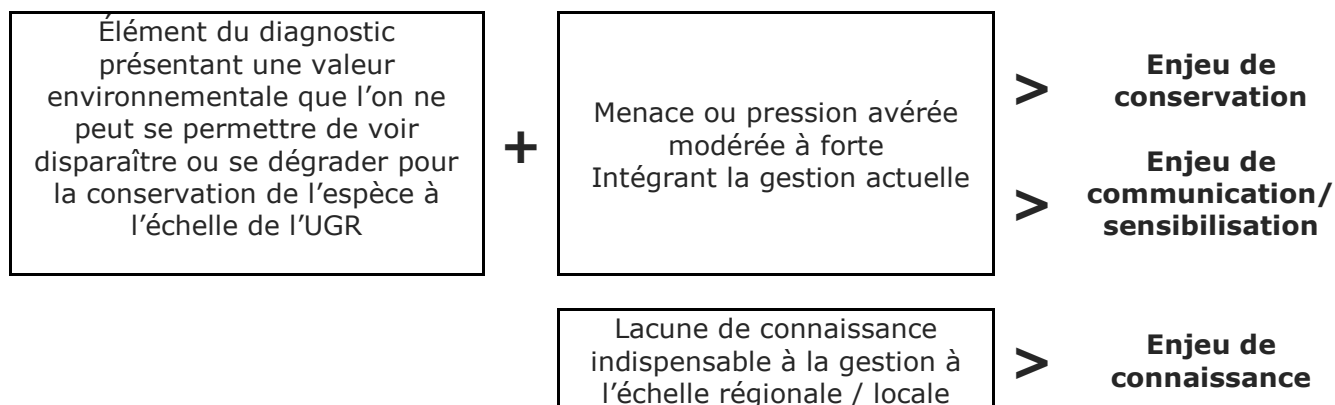 Élément du diagnostic
présentant une valeur
environnementale que l'on ne
peut se permettre de voir
disparaître ou se dégrader pour
la conservation de l'espèce à
l'échelle de l'UGR
+
Menace ou pression avérée
modérée à forte
Intégrant la gestion actuelle
>
Enjeu de
conservation
>
Enjeu de
communication/
sensibilisation
Lacune de connaissance
indispensable à la gestion à
l'échelle régionale / locale
>
Enjeu de
connaissance